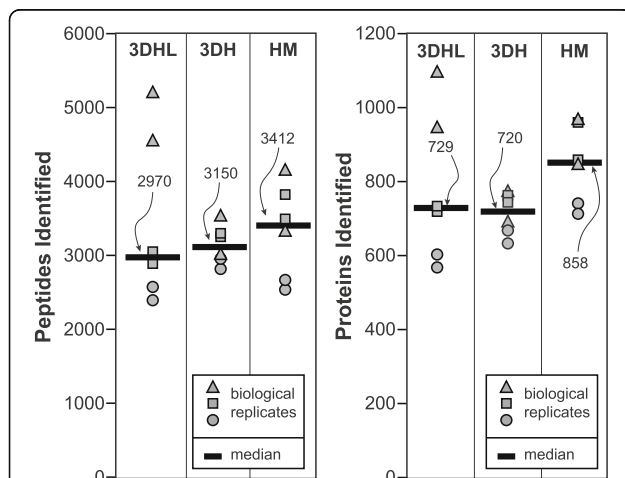 6000
5000
4000
3000
2000
1000
0
Peptides Identified
3DHL
3DH
HM
2970
3150
3412
biological
replicates
median
1200
1000
800
600
400
200
0
Proteins Identified
3DHL
3DH
HM
729
720
858
biological
replicates
median